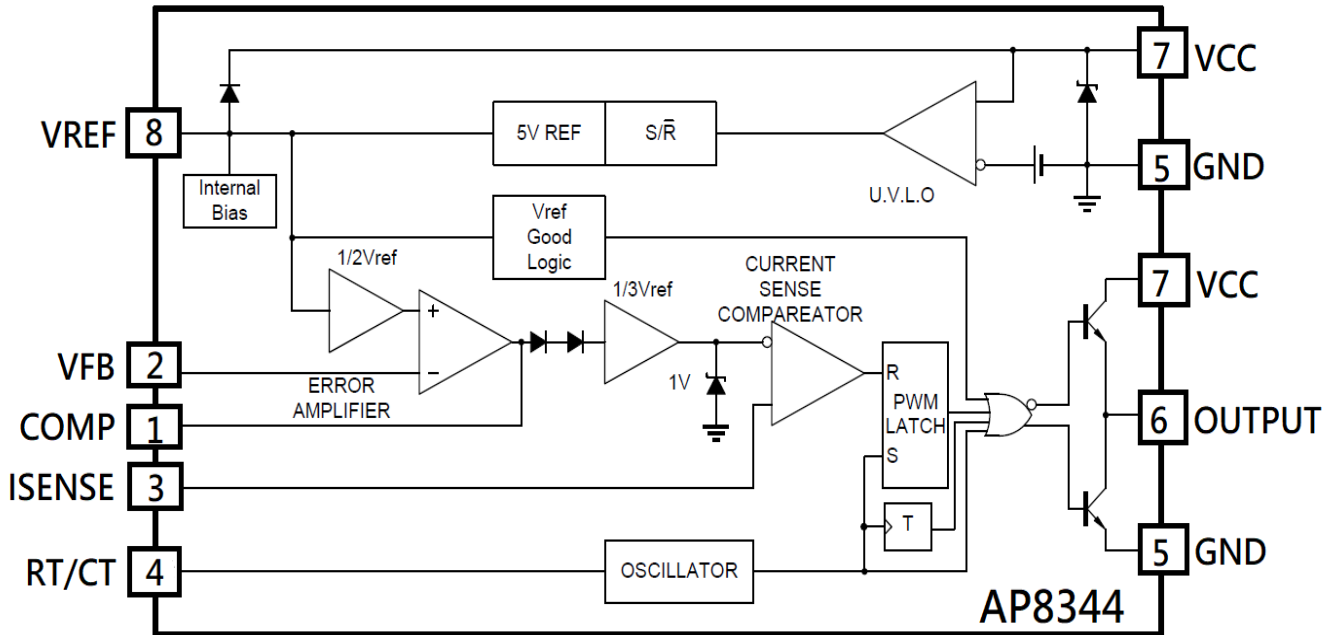 7 VCC
VREF 8
5V REF
S/R̅
Internal
Bias
U.V.L.O
5 GND
Vref
Good
Logic
1/2Vref
1/3Vref
CURRENT
SENSE
COMPAREATOR
7 VCC
+
−
VFB 2
ERROR
AMPLIFIER
1V
R
PWM
LATCH
S
COMP 1
6 OUTPUT
ISENSE 3
T
RT/CT 4
OSCILLATOR
5 GND
AP8344